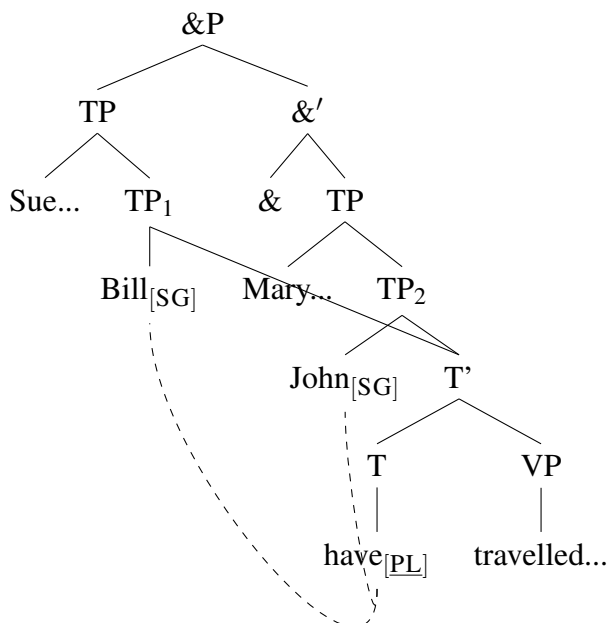 &P
TP &′
Sue... TP1 & TP
Bill[SG] Mary... TP2
John[SG] T’
T VP
have[PL] travelled...